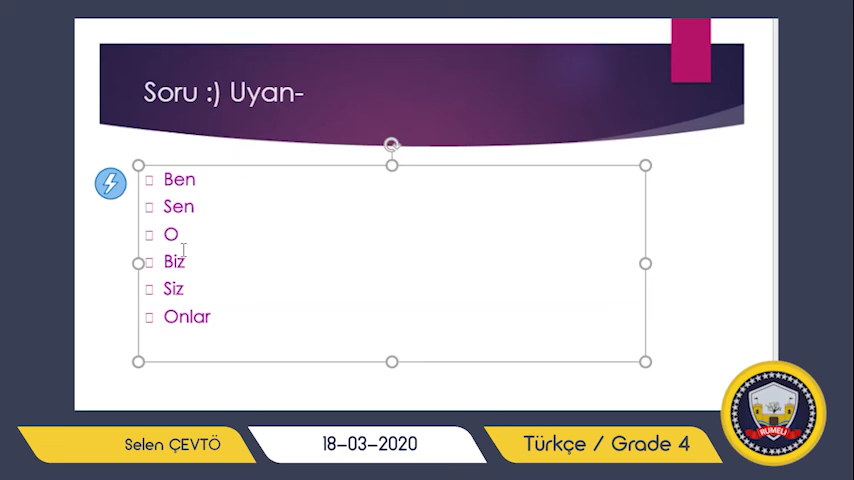 Soru :) Uyan-
Ben
Sen
O
Biz
Siz
Onlar
Selen ÇEVTÖ
18-03-2020
Türkçe / Grade 4
RUMELİ